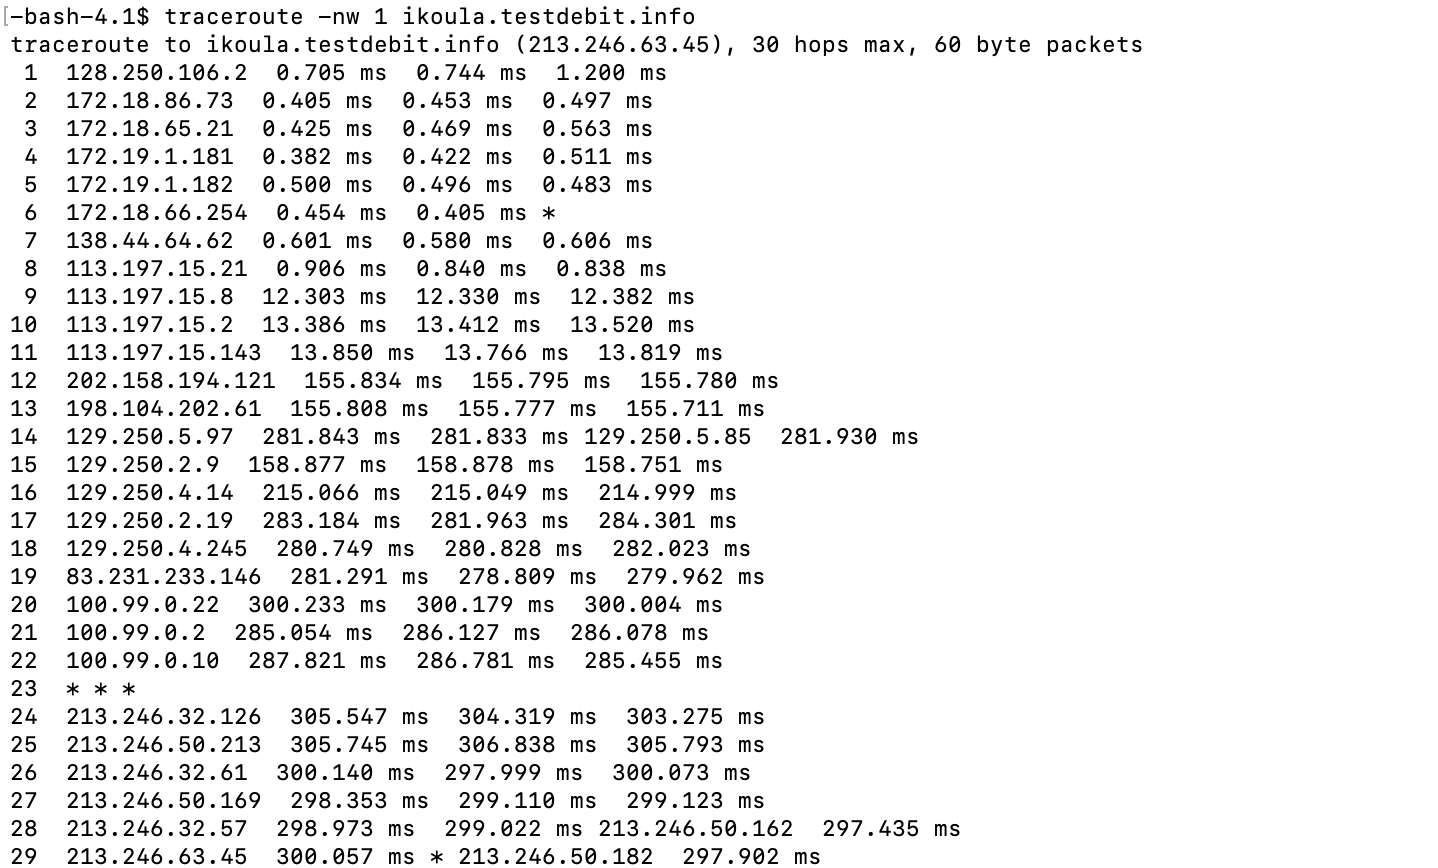 [-bash-4.1$ traceroute -nw 1 ikoula.testdebit.info
traceroute to ikoula.testdebit.info (213.246.63.45), 30 hops max, 60 byte packets
 1  128.250.106.2  0.705 ms  0.744 ms  1.200 ms
 2  172.18.86.73  0.405 ms  0.453 ms  0.497 ms
 3  172.18.65.21  0.425 ms  0.469 ms  0.563 ms
 4  172.19.1.181  0.382 ms  0.422 ms  0.511 ms
 5  172.19.1.182  0.500 ms  0.496 ms  0.483 ms
 6  172.18.66.254  0.454 ms  0.405 ms *
 7  138.44.64.62  0.601 ms  0.580 ms  0.606 ms
 8  113.197.15.21  0.906 ms  0.840 ms  0.838 ms
 9  113.197.15.8  12.303 ms  12.330 ms  12.382 ms
10  113.197.15.2  13.386 ms  13.412 ms  13.520 ms
11  113.197.15.143  13.850 ms  13.766 ms  13.819 ms
12  202.158.194.121  155.834 ms  155.795 ms  155.780 ms
13  198.104.202.61  155.808 ms  155.777 ms  155.711 ms
14  129.250.5.97  281.843 ms  281.833 ms 129.250.5.85  281.930 ms
15  129.250.2.9  158.877 ms  158.878 ms  158.751 ms
16  129.250.4.14  215.066 ms  215.049 ms  214.999 ms
17  129.250.2.19  283.184 ms  281.963 ms  284.301 ms
18  129.250.4.245  280.749 ms  280.828 ms  282.023 ms
19  83.231.233.146  281.291 ms  278.809 ms  279.962 ms
20  100.99.0.22  300.233 ms  300.179 ms  300.004 ms
21  100.99.0.2  285.054 ms  286.127 ms  286.078 ms
22  100.99.0.10  287.821 ms  286.781 ms  285.455 ms
23  * * *
24  213.246.32.126  305.547 ms  304.319 ms  303.275 ms
25  213.246.50.213  305.745 ms  306.838 ms  305.793 ms
26  213.246.32.61  300.140 ms  297.999 ms  300.073 ms
27  213.246.50.169  298.353 ms  299.110 ms  299.123 ms
28  213.246.32.57  298.973 ms  299.022 ms 213.246.50.162  297.435 ms
29  213.246.63.45  300.057 ms * 213.246.50.182  297.902 ms